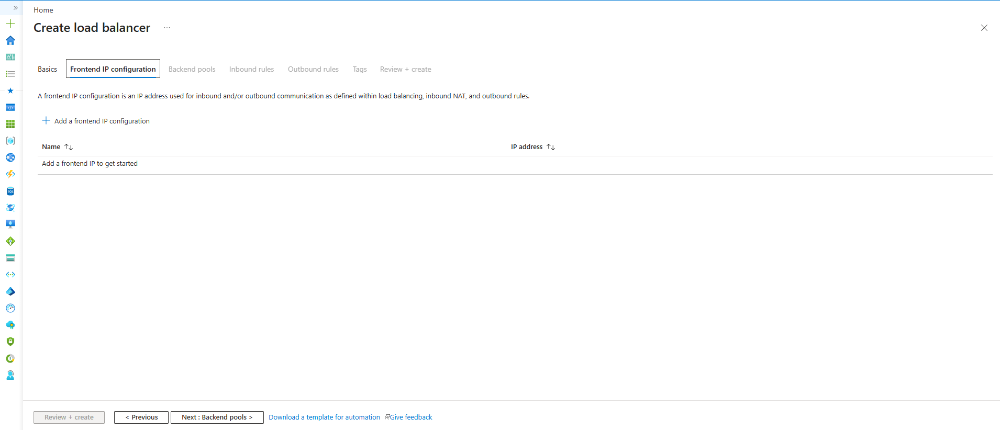 Home
Create load balancer ...
Basics Frontend IP configuration Backend pools Inbound rules Outbound rules Tags Review + create
A frontend IP configuration is an IP address used for inbound and/or outbound communication as defined within load balancing, inbound NAT, and outbound rules.
Add a frontend IP configuration
Name IP address
Add a frontend IP to get started
Review + create < Previous Next : Backend pools > Download a template for automation Give feedback